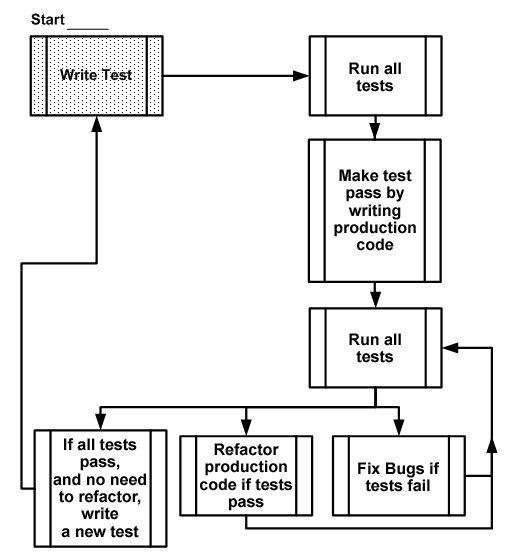 Start
Write Test
Run all
tests
Make test
pass by
writing
production
code
Run all
tests
If all tests
pass,
and no need
to refactor,
write
a new test
Refactor
production
code if tests
pass
Fix Bugs if
tests fail